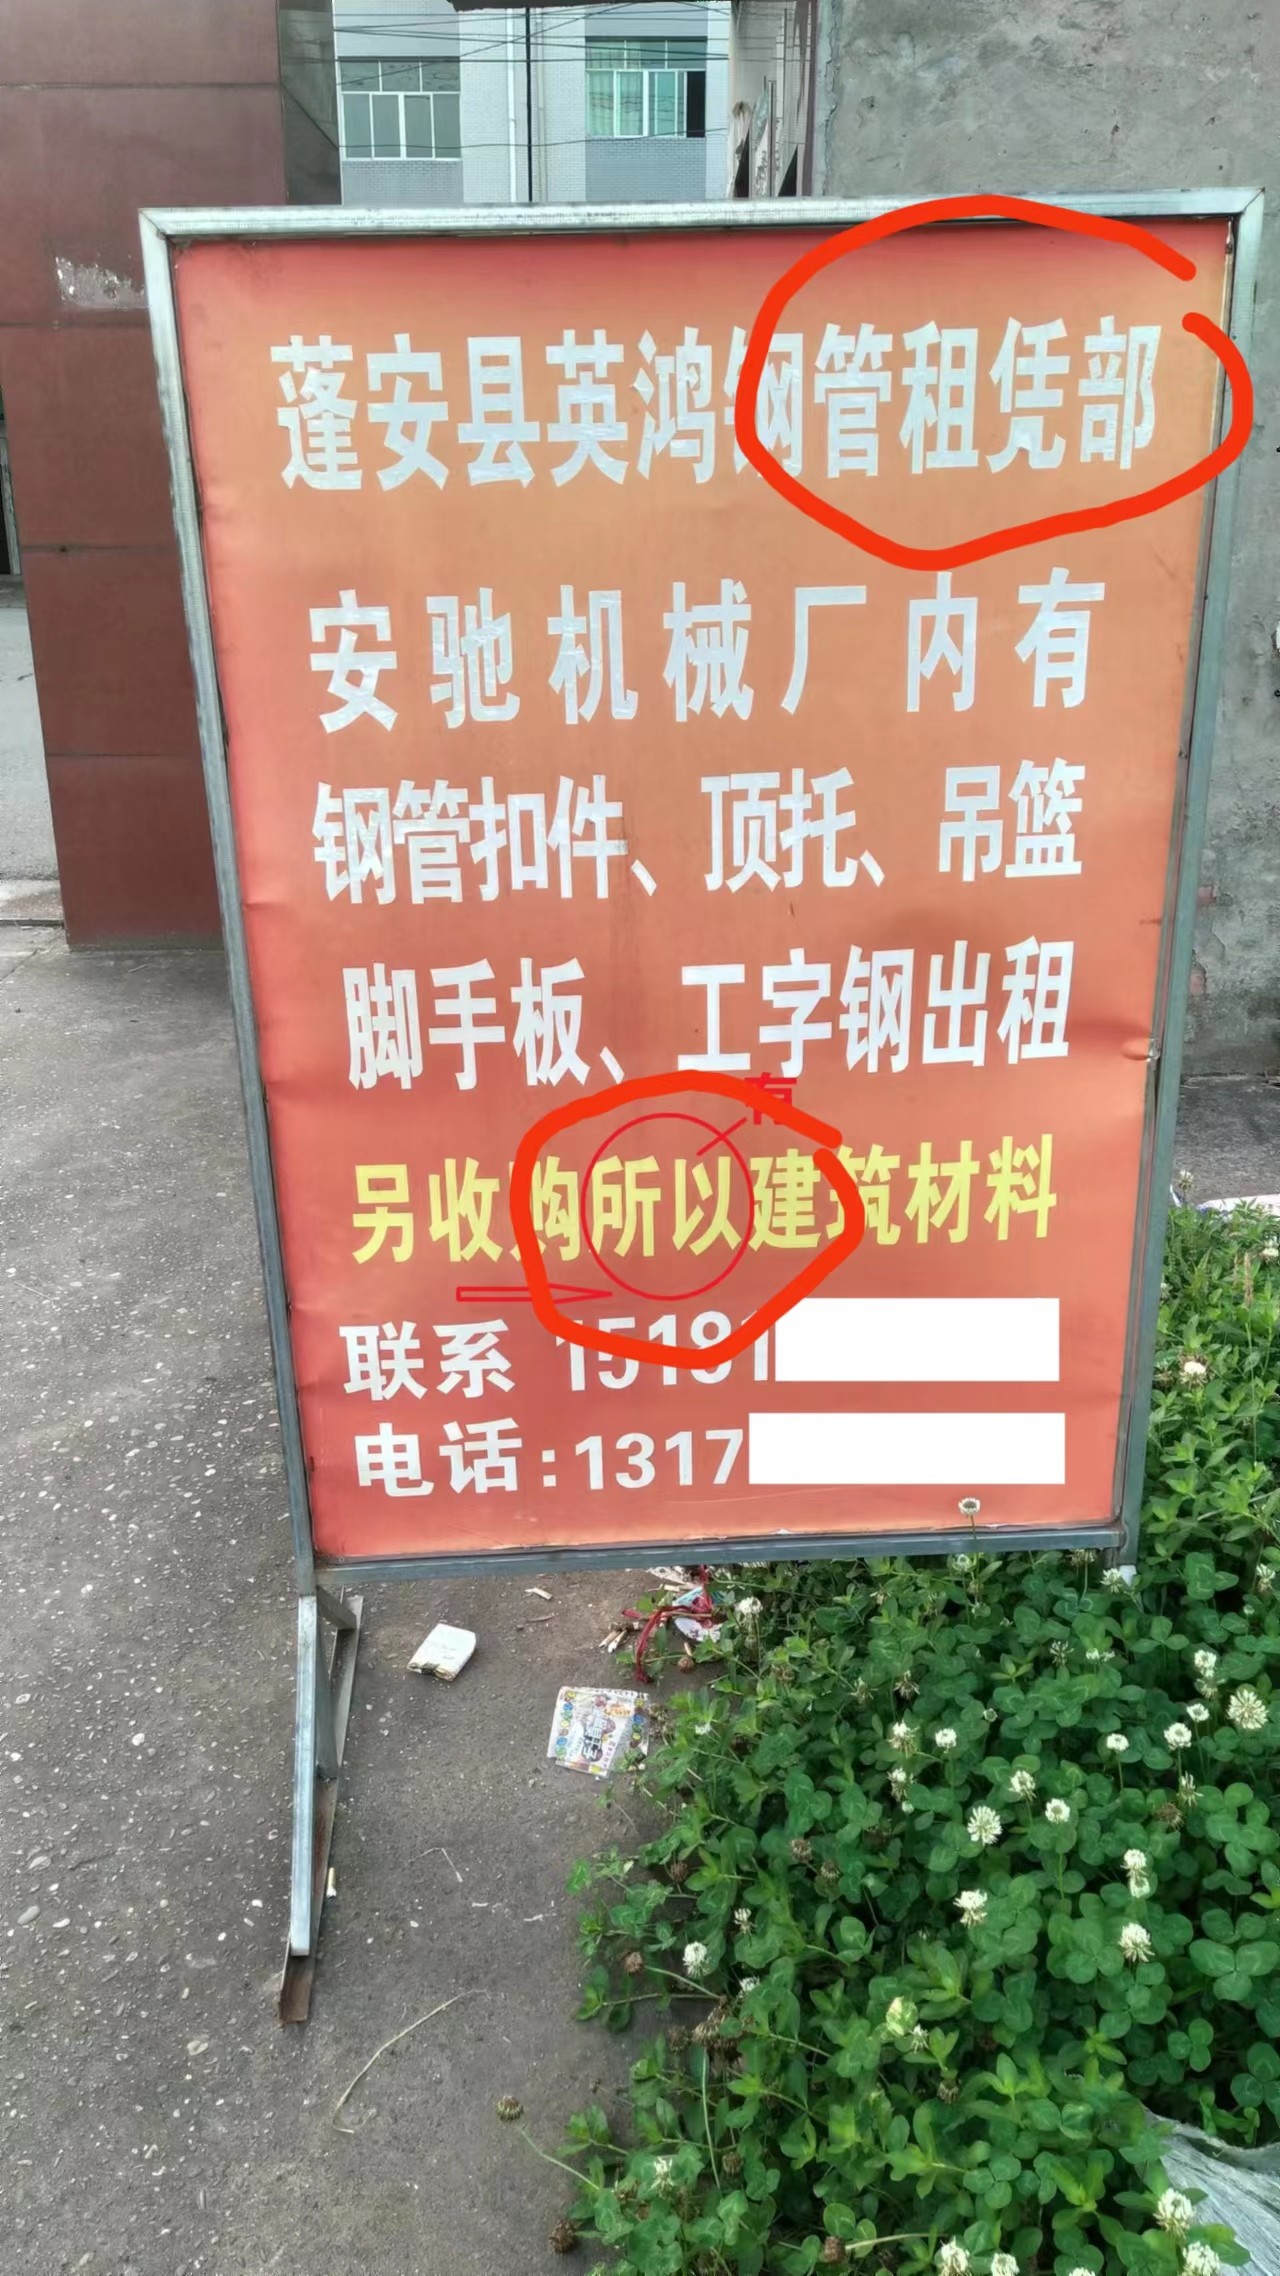 蓬安县英鸿钢管租凭部
安驰机械厂内有
钢管扣件、顶托、吊篮
脚手板、工字钢出租
有
另收购所以建筑材料
联系 15191
电话:1317